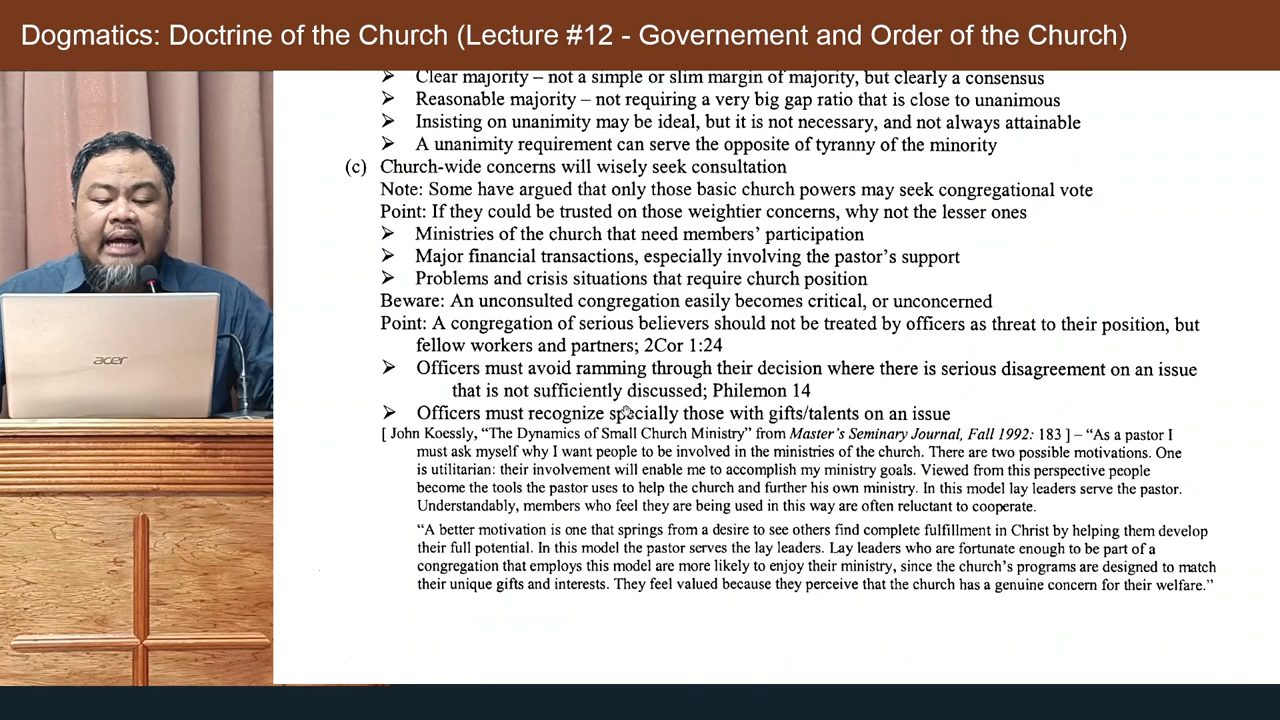 Dogmatics: Doctrine of the Church (Lecture #12 - Governement and Order of the Church)
➢ Clear majority – not a simple or slim margin of majority, but clearly a consensus
➢ Reasonable majority – not requiring a very big gap ratio that is close to unanimous
➢ Insisting on unanimity may be ideal, but it is not necessary, and not always attainable
➢ A unanimity requirement can serve the opposite of tyranny of the minority
(c) Church-wide concerns will wisely seek consultation
Note: Some have argued that only those basic church powers may seek congregational vote
Point: If they could be trusted on those weightier concerns, why not the lesser ones
➢ Ministries of the church that need members’ participation
➢ Major financial transactions, especially involving the pastor’s support
➢ Problems and crisis situations that require church position
Beware: An unconsulted congregation easily becomes critical, or unconcerned
Point: A congregation of serious believers should not be treated by officers as threat to their position, but
fellow workers and partners; 2Cor 1:24
➢ Officers must avoid ramming through their decision where there is serious disagreement on an issue
that is not sufficiently discussed; Philemon 14
➢ Officers must recognize specially those with gifts/talents on an issue
[ John Koessly, “The Dynamics of Small Church Ministry” from Master’s Seminary Journal, Fall 1992: 183 ] – “As a pastor I
must ask myself why I want people to be involved in the ministries of the church. There are two possible motivations. One
is utilitarian: their involvement will enable me to accomplish my ministry goals. Viewed from this perspective people
become the tools the pastor uses to help the church and further his own ministry. In this model lay leaders serve the pastor.
Understandably, members who feel they are being used in this way are often reluctant to cooperate.
“A better motivation is one that springs from a desire to see others find complete fulfillment in Christ by helping them develop
their full potential. In this model the pastor serves the lay leaders. Lay leaders who are fortunate enough to be part of a
congregation that employs this model are more likely to enjoy their ministry, since the church’s programs are designed to match
their unique gifts and interests. They feel valued because they perceive that the church has a genuine concern for their welfare.”
acer